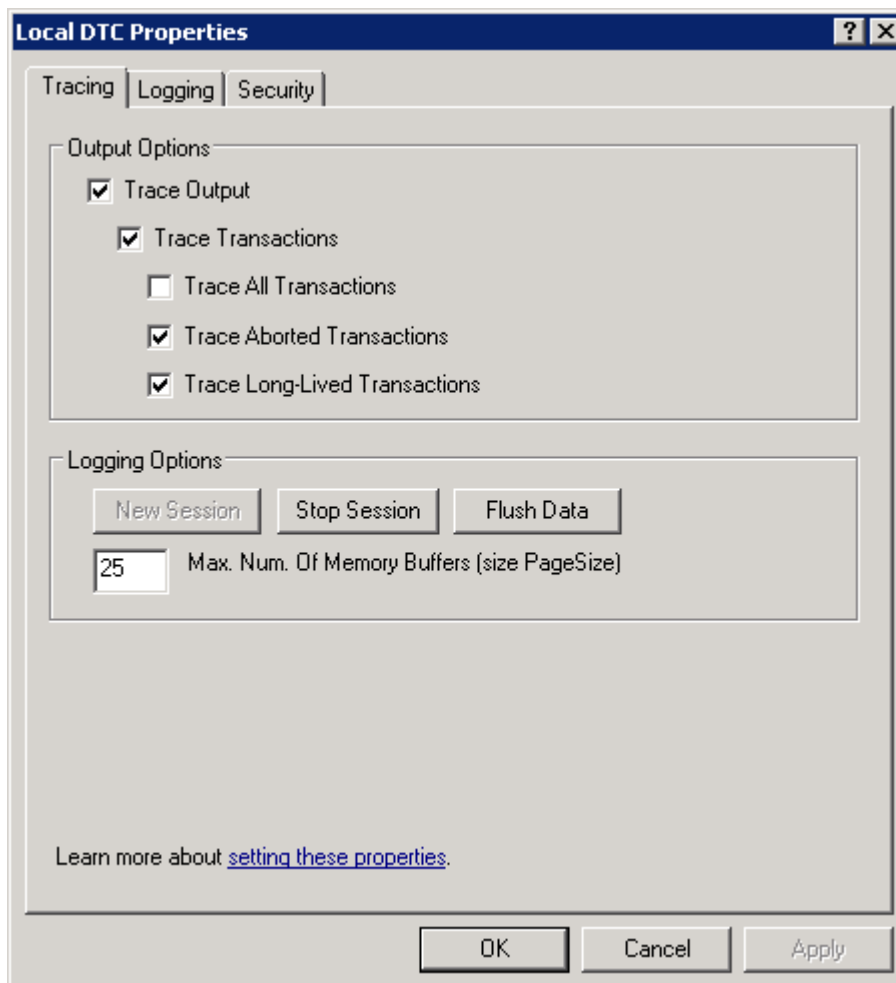 Local DTC Properties
Tracing Logging Security
Output Options
Trace Output
Trace Transactions
Trace All Transactions
Trace Aborted Transactions
Trace Long-Lived Transactions
Logging Options
New Session Stop Session Flush Data
25 Max. Num. Of Memory Buffers (size PageSize)
Learn more about setting these properties.
OK Cancel Apply